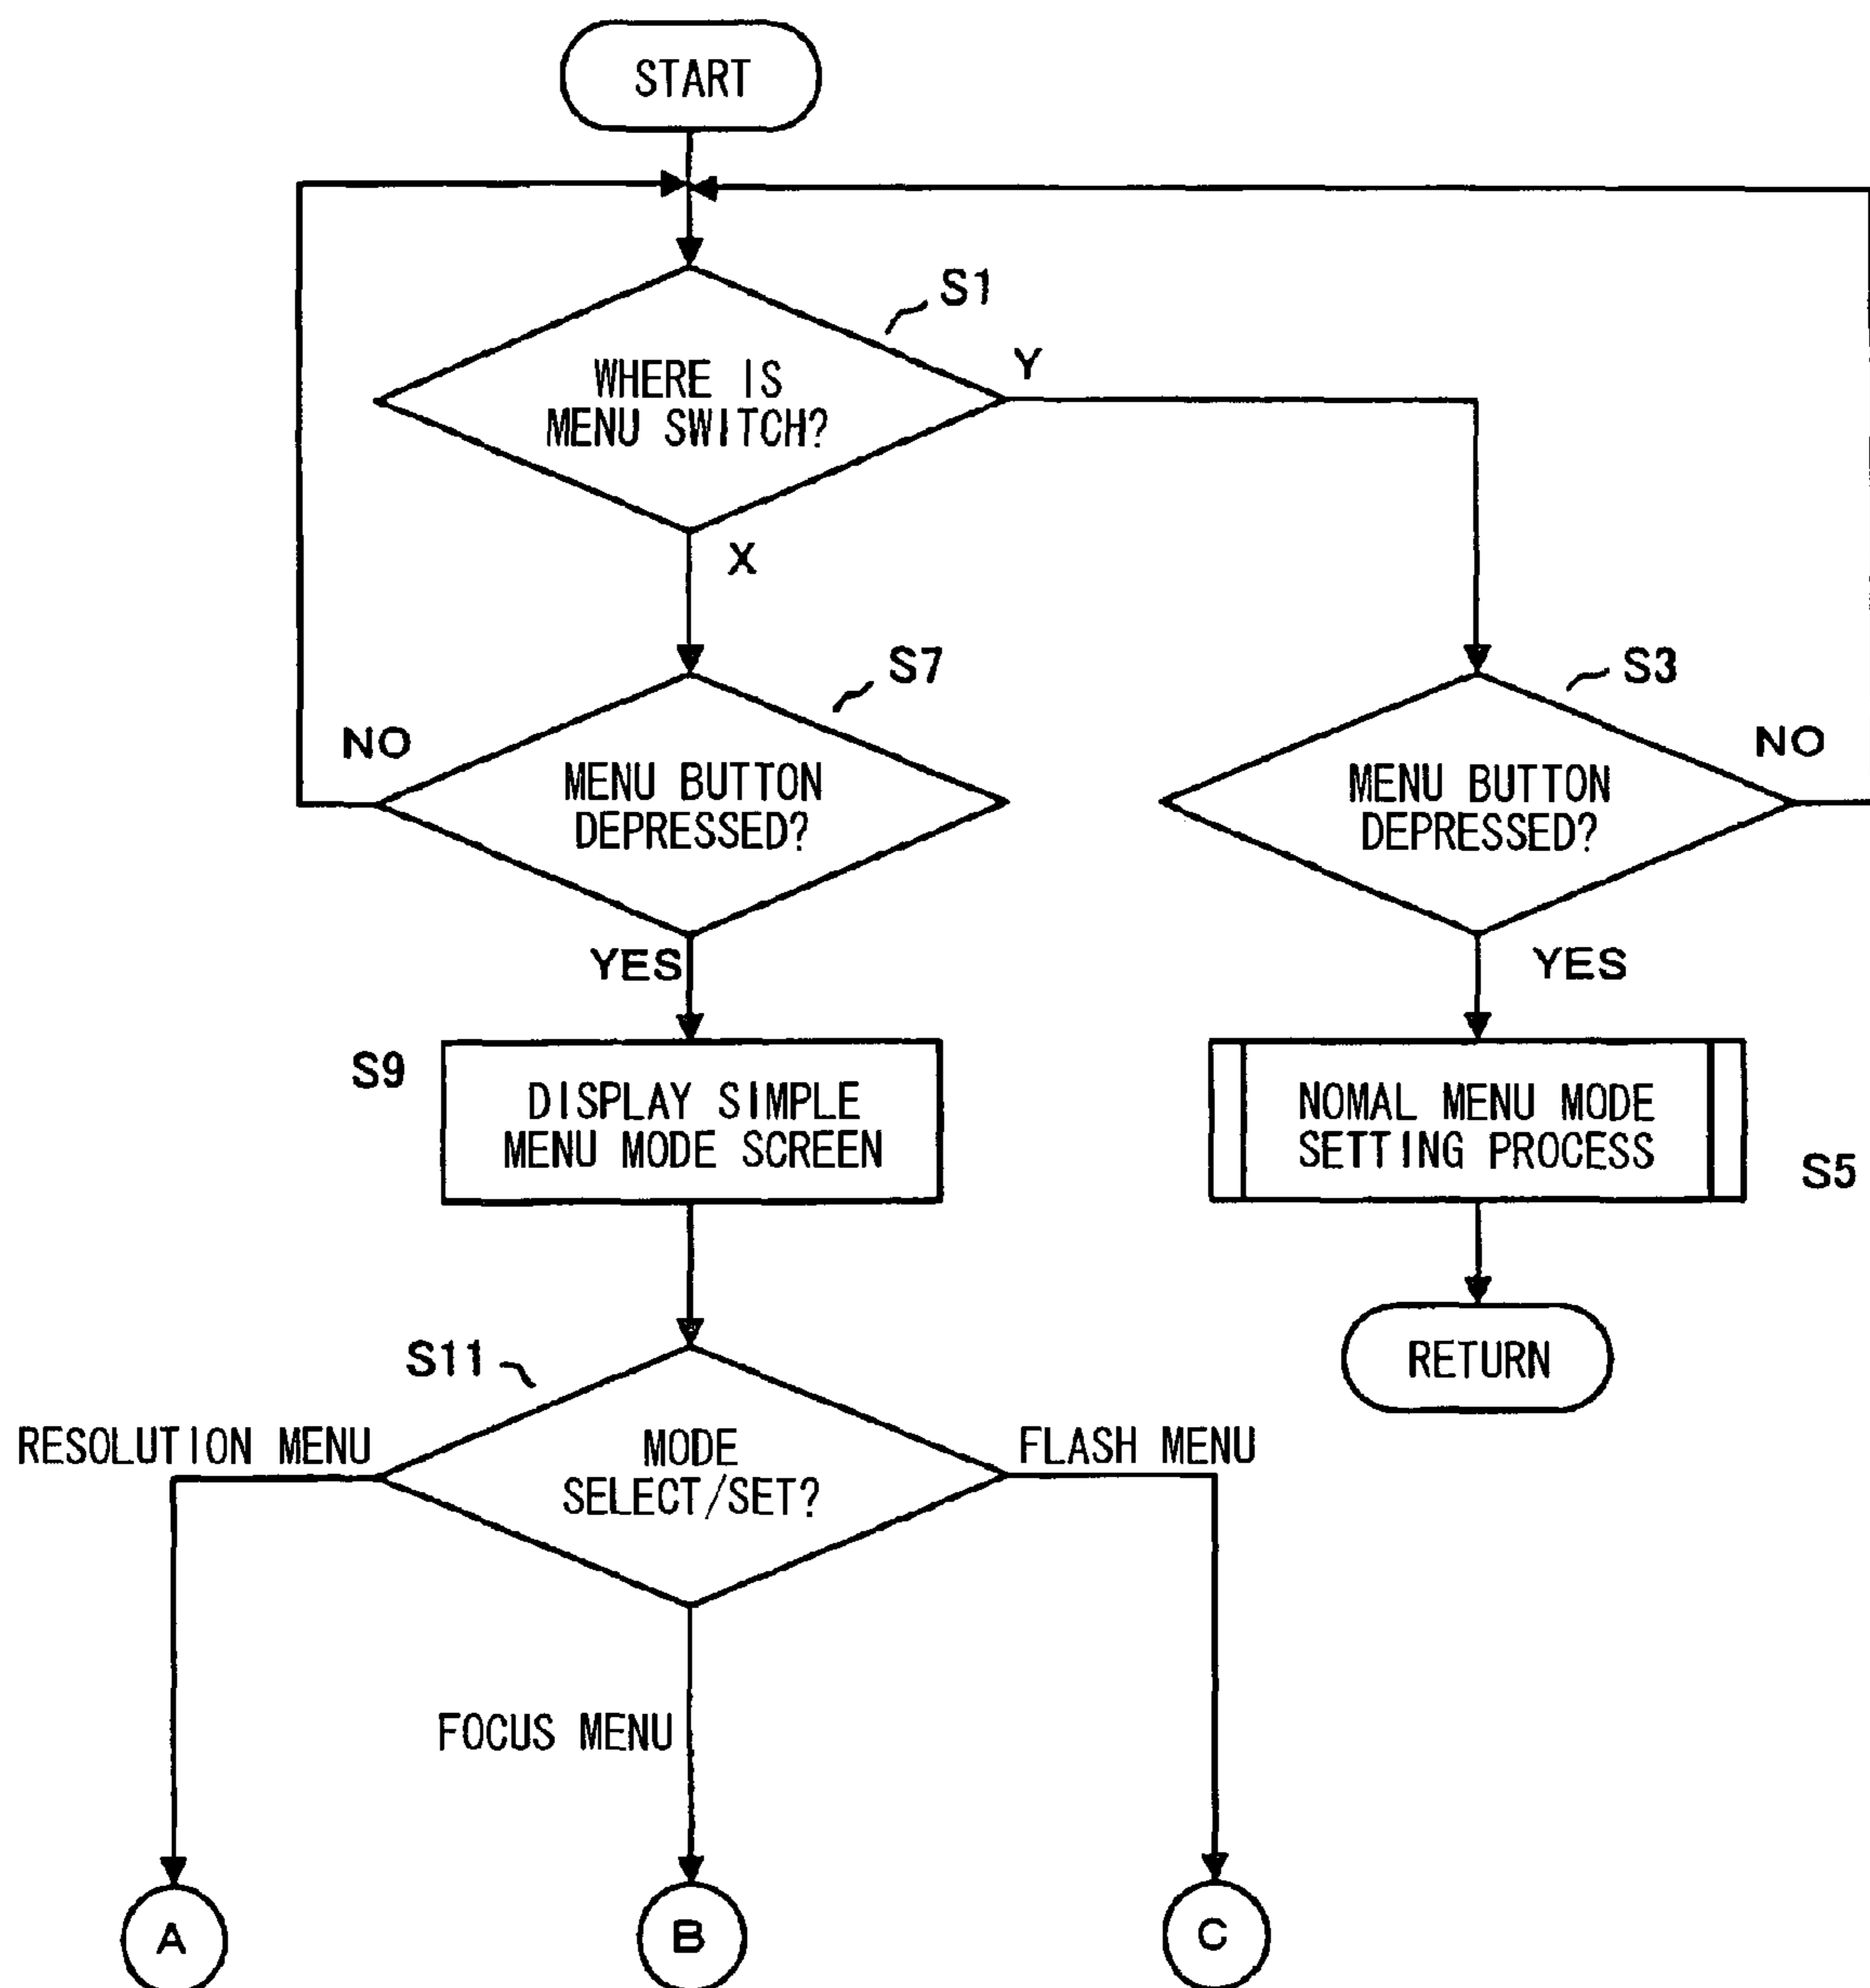 START
S1
WHERE IS
MENU SWITCH?
Y
X
S7
S3
NO
MENU BUTTON
DEPRESSED?
MENU BUTTON
DEPRESSED?
NO
YES
YES
S9
DISPLAY SIMPLE
MENU MODE SCREEN
NOMAL MENU MODE
SETTING PROCESS
S5
RETURN
S11
RESOLUTION MENU
MODE
SELECT/SET?
FLASH MENU
FOCUS MENU
A
B
C